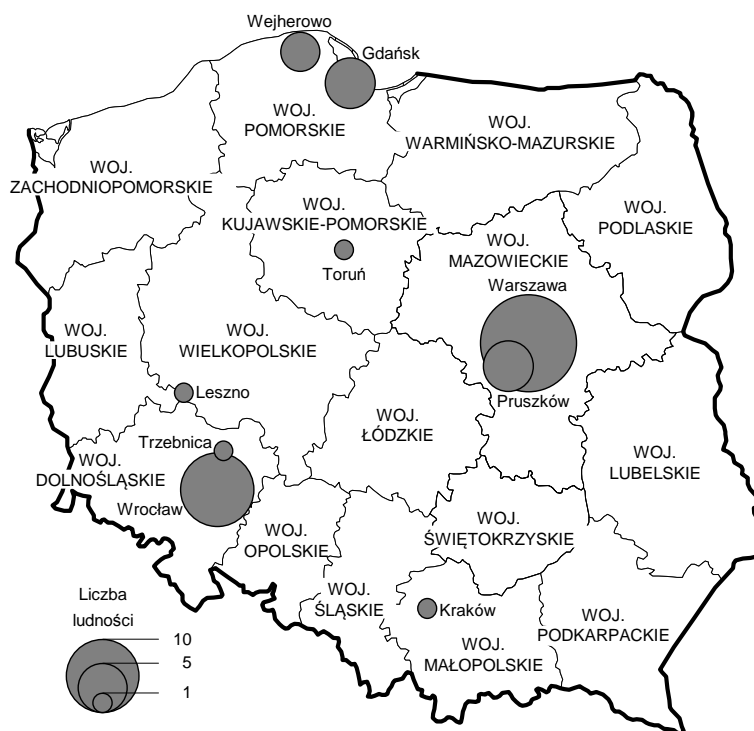 Wejherowo
Gdańsk
WOJ.
POMORSKIE
WOJ.
WARMIŃSKO-MAZURSKIE
WOJ.
ZACHODNIOPOMORSKIE
WOJ.
KUJAWSKIE-POMORSKIE
Toruń
WOJ.
PODLASKIE
WOJ.
MAZOWIECKIE
Warszawa
Pruszków
WOJ.
LUBUSKIE
WOJ.
WIELKOPOLSKIE
Leszno
WOJ.
ŁÓDZKIE
Trzebnica
WOJ.
DOLNOŚLĄSKIE
Wrocław
WOJ.
LUBELSKIE
WOJ.
OPOLSKIE
WOJ.
ŚWIĘTOKRZYSKIE
WOJ.
ŚLĄSKIE
Kraków
WOJ.
MAŁOPOLSKIE
WOJ.
PODKARPACKIE
Liczba
ludności
10
5
1